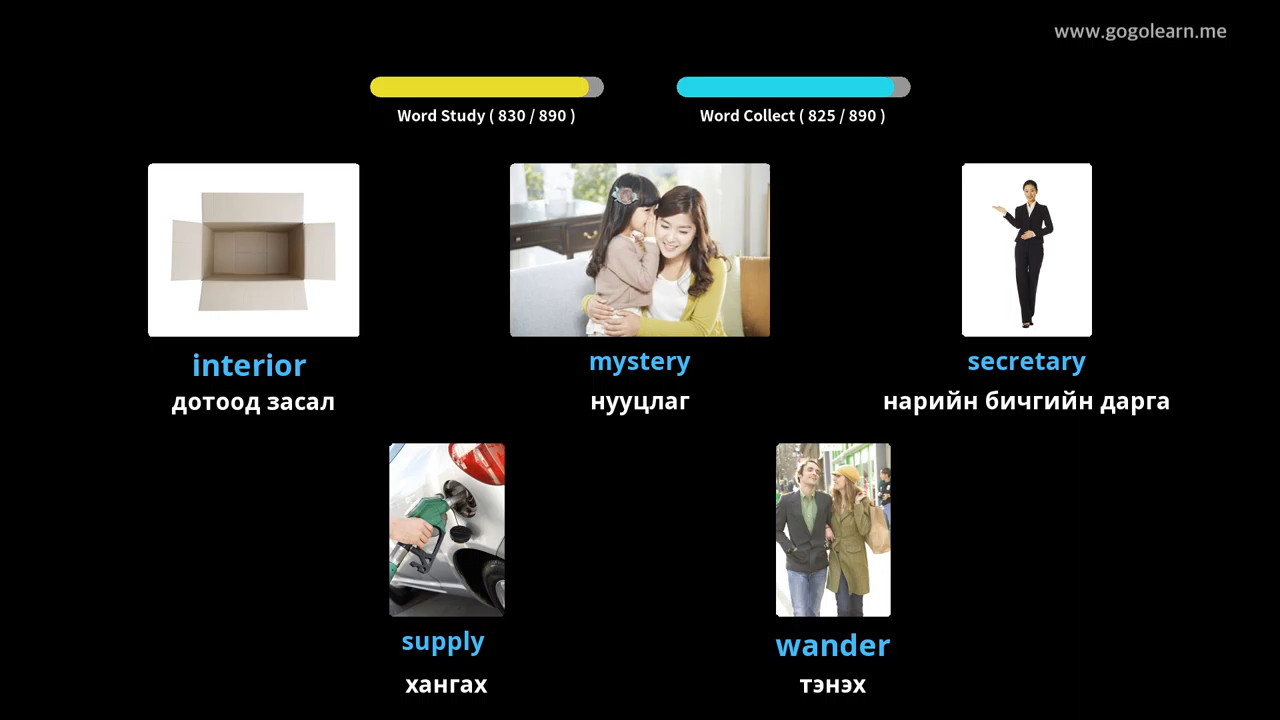 www.gogolearn.me
Word Study ( 830 / 890 )
Word Collect ( 825 / 890 )
interior
дотоод засал
mystery
нууцлаг
secretary
нарийн бичгийн дарга
supply
хангах
wander
тэнэх